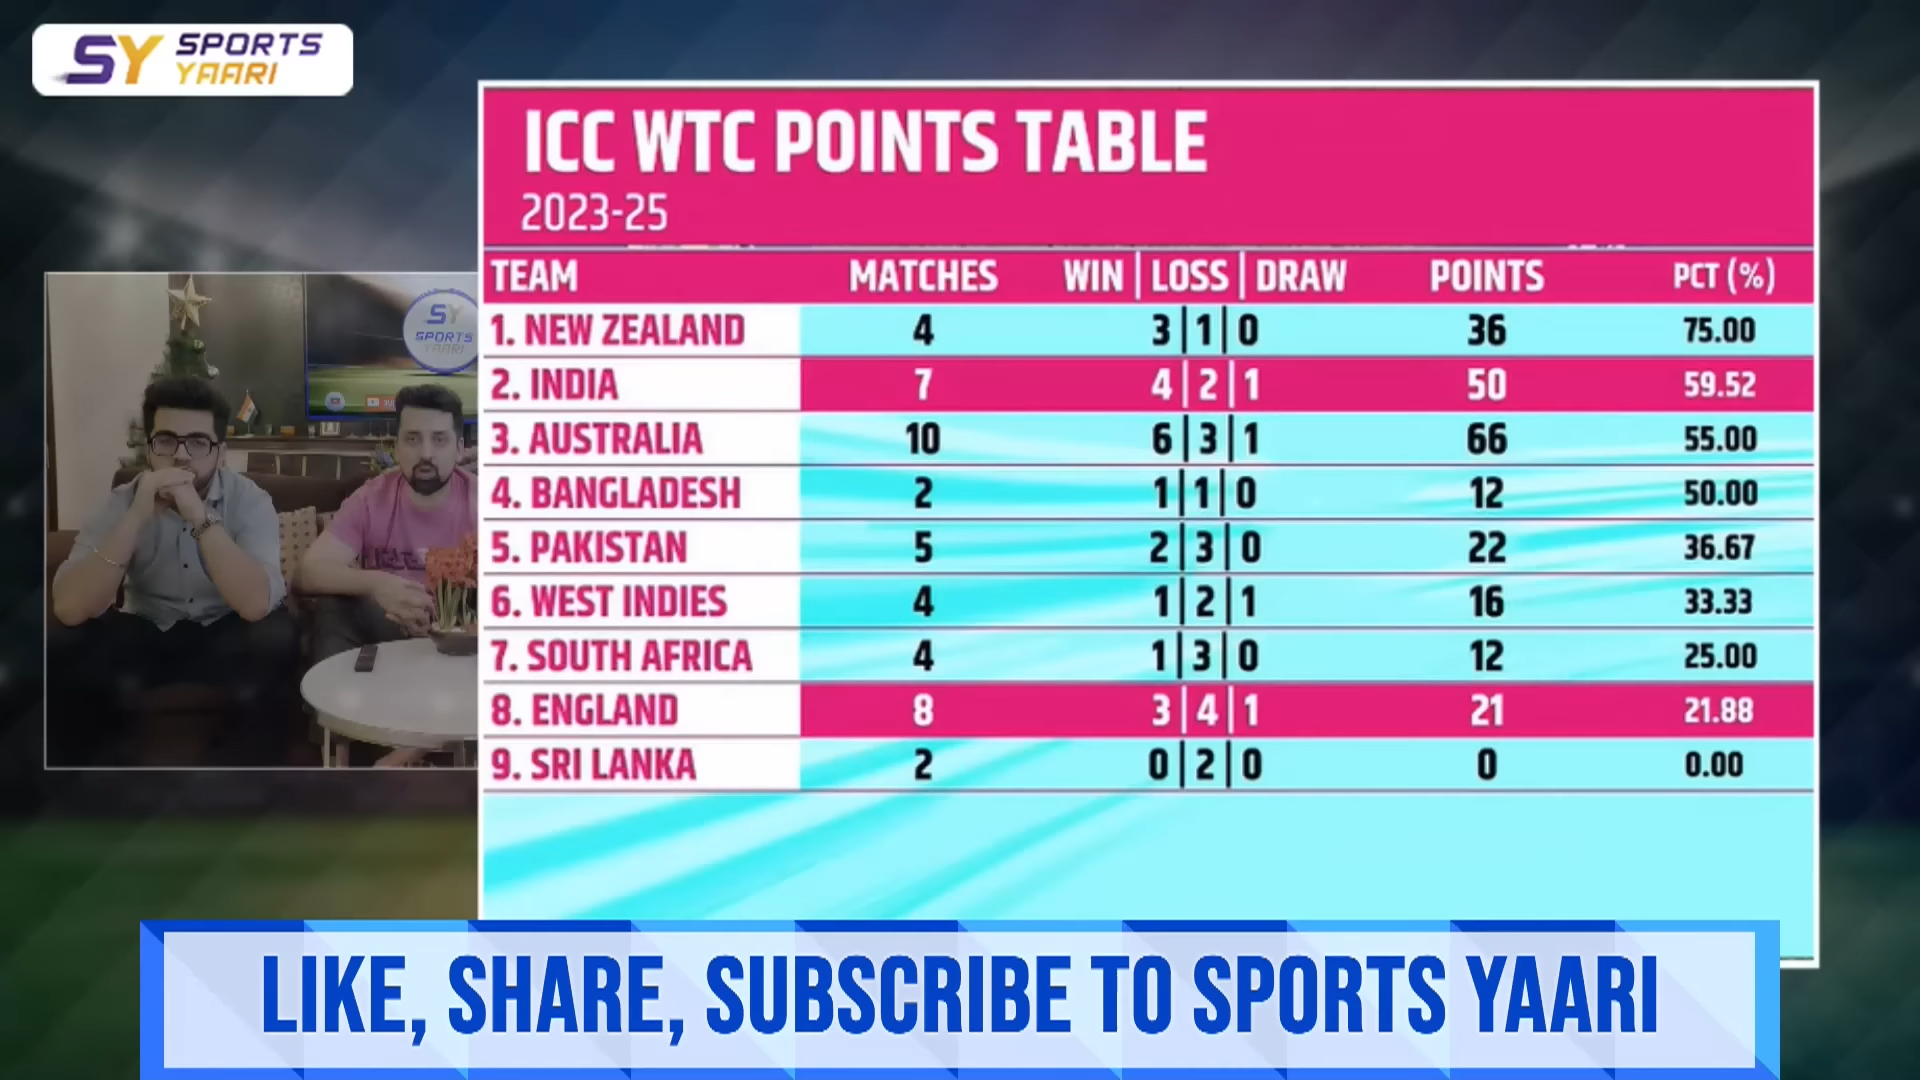 SY SPORTS
YAARI
ICC WTC POINTS TABLE
2023-25
TEAM MATCHES WIN | LOSS | DRAW POINTS PCT (%)
1. NEW ZEALAND 4 3|1|0 36 75.00
2. INDIA 7 4|2|1 50 59.52
3. AUSTRALIA 10 6|3|1 66 55.00
4. BANGLADESH 2 1|1|0 12 50.00
5. PAKISTAN 5 2|3|0 22 36.67
6. WEST INDIES 4 1|2|1 16 33.33
7. SOUTH AFRICA 4 1|3|0 12 25.00
8. ENGLAND 8 3|4|1 21 21.88
9. SRI LANKA 2 0|2|0 0 0.00
SY
SPORTS
YAARI
LIKE, SHARE, SUBSCRIBE TO SPORTS YAARI